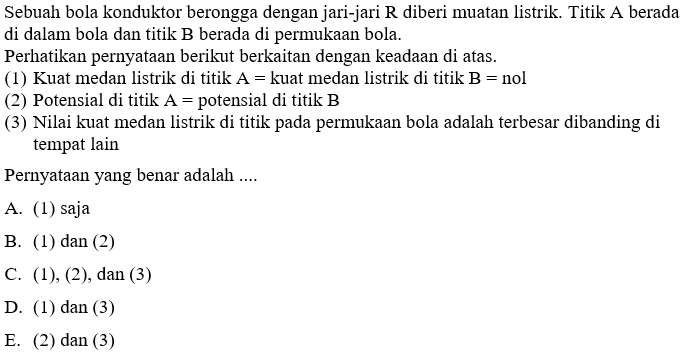 Sebuah bola konduktor berongga dengan jari-jari R diberi muatan listrik. Titik A berada
di dalam bola dan titik B berada di permukaan bola.
Perhatikan pernyataan berikut berkaitan dengan keadaan di atas.
(1) Kuat medan listrik di titik A = kuat medan listrik di titik B = nol
(2) Potensial di titik A = potensial di titik B
(3) Nilai kuat medan listrik di titik pada permukaan bola adalah terbesar dibanding di
tempat lain
Pernyataan yang benar adalah ....
A. (1) saja
B. (1) dan (2)
C. (1), (2), dan (3)
D. (1) dan (3)
E. (2) dan (3)